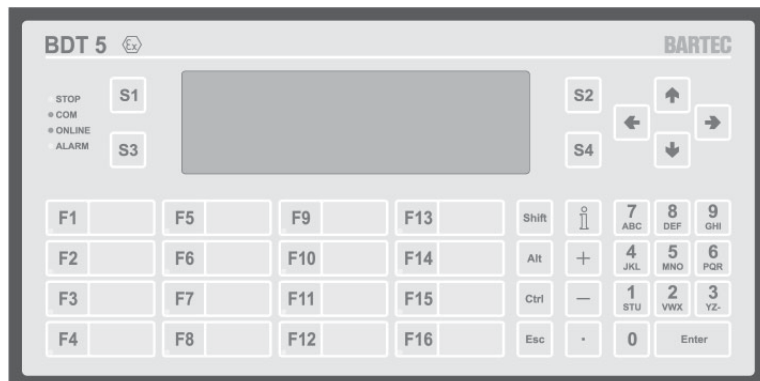 BDT 5 Ex BARTEC
STOP
COM
ONLINE
ALARM
S1 S2
S3 S4
F1 F5 F9 F13 Shift i 7 ABC 8 DEF 9 GHI
F2 F6 F10 F14 Alt + 4 JKL 5 MNO 6 PQR
F3 F7 F11 F15 Ctrl — 1 STU 2 VWX 3 YZ-
F4 F8 F12 F16 Esc . 0 Enter